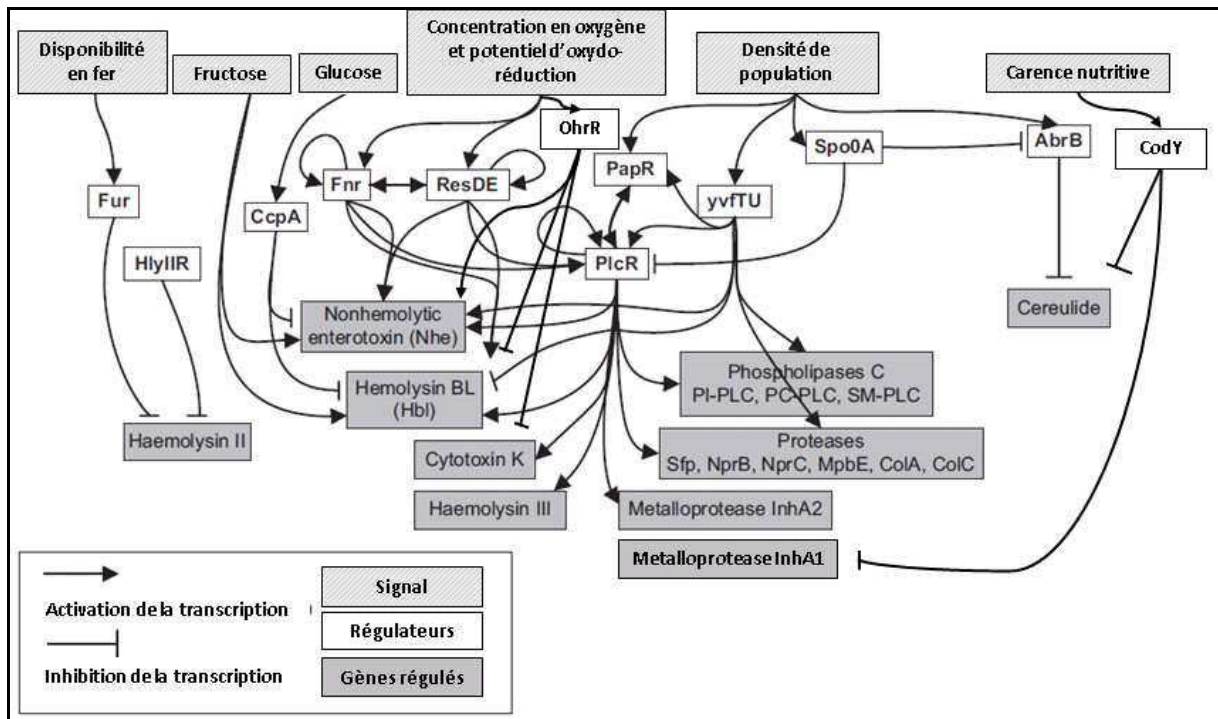 Disponibilité
en fer
Fructose
Glucose
Concentration en oxygène
et potentiel d'oxydo-
réduction
Densité de
population
Carence nutritive
OhrR
Fnr
ResDE
PapR
Spo0A
AbrB
CodY
Fur
CcpA
yvfTU
HlyIIR
PlcR
Nonhemolytic
enterotoxin (Nhe)
Cereulide
Hemolysin BL
(Hbl)
Phospholipases C
PI-PLC, PC-PLC, SM-PLC
Haemolysin II
Cytotoxin K
Proteases
Sfp, NprB, NprC, MpbE, ColA, ColC
Haemolysin III
Metalloprotease InhA2
Metalloprotease InhA1
Activation de la transcription
Inhibition de la transcription
Signal
Régulateurs
Gènes régulés